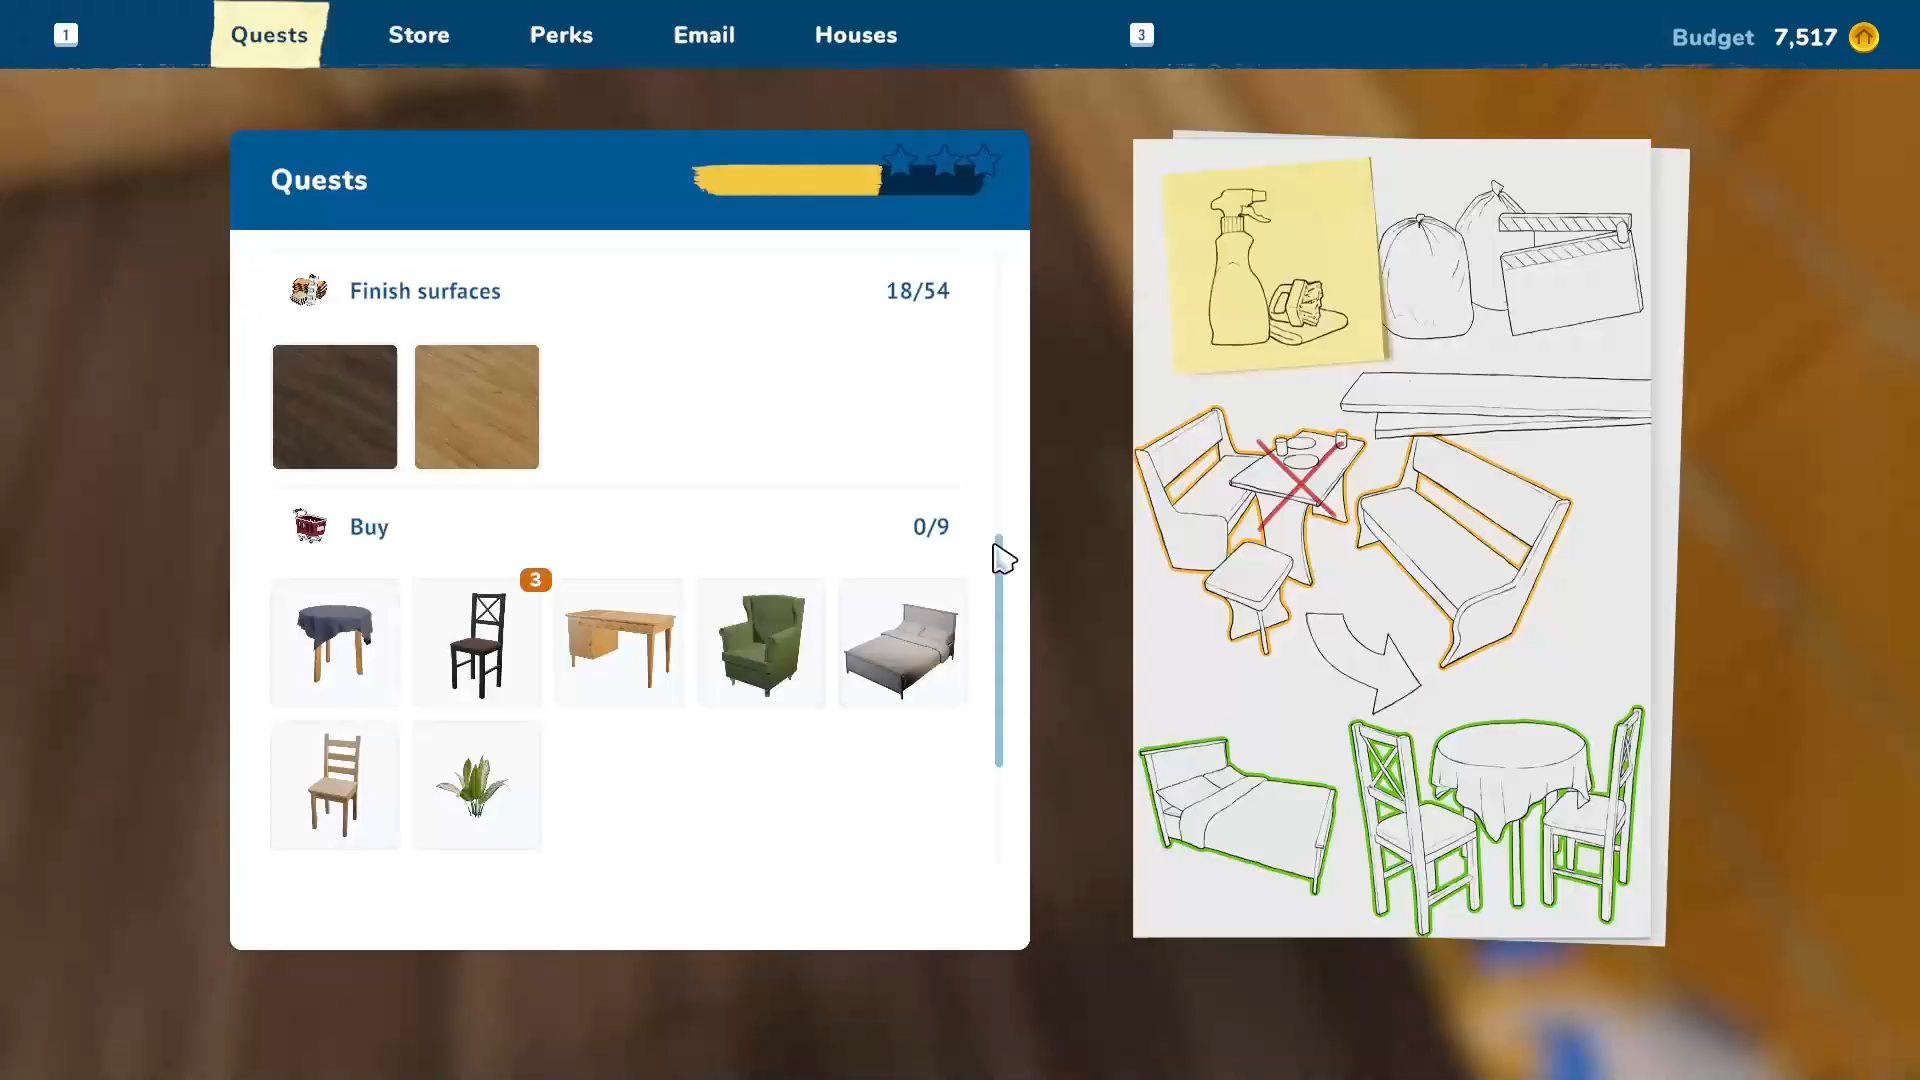 1
Quests
Store
Perks
Email
Houses
3
Budget 7,517
Quests
Finish surfaces 18/54
Buy 0/9
3